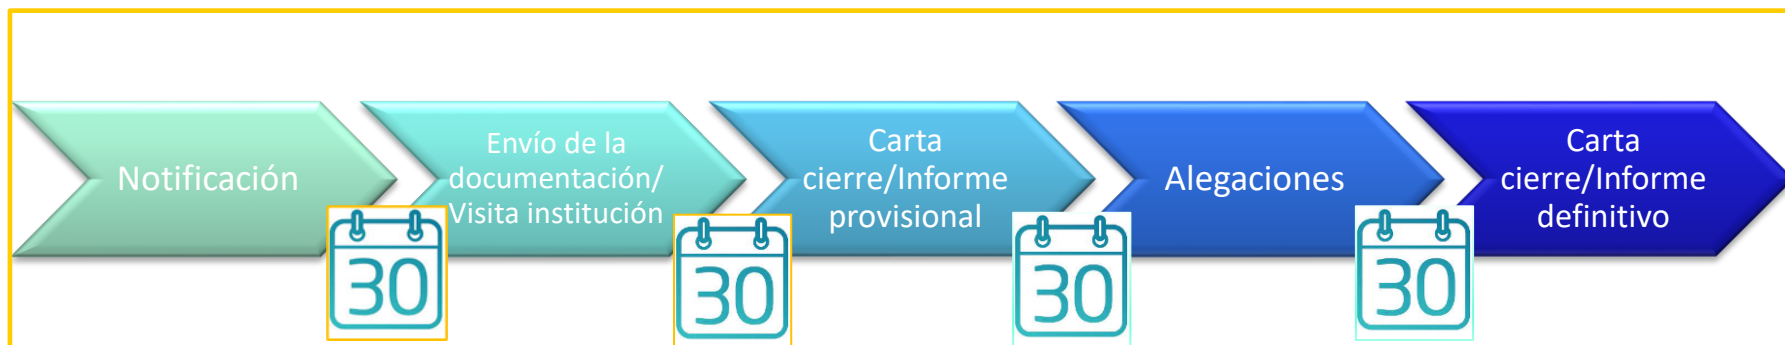 Notificación
Envío de la
documentación/
Visita institución
Carta
cierre/Informe
provisional
Alegaciones
Carta
cierre/Informe
definitivo
30
30
30
30